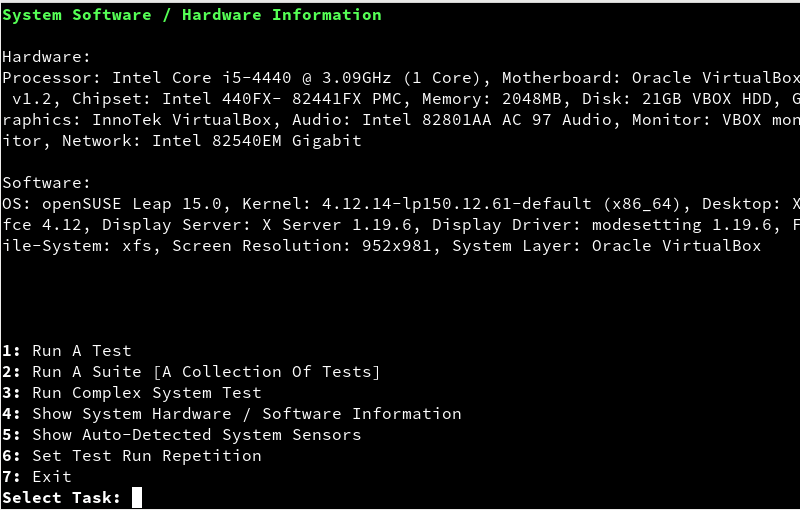 System Software / Hardware Information
Hardware:
Processor: Intel Core i5-4440 @ 3.09GHz (1 Core), Motherboard: Oracle VirtualBox
 v1.2, Chipset: Intel 440FX- 82441FX PMC, Memory: 2048MB, Disk: 21GB VBOX HDD, G
raphics: InnoTek VirtualBox, Audio: Intel 82801AA AC 97 Audio, Monitor: VBOX mon
itor, Network: Intel 82540EM Gigabit
Software:
OS: openSUSE Leap 15.0, Kernel: 4.12.14-lp150.12.61-default (x86_64), Desktop: X
fce 4.12, Display Server: X Server 1.19.6, Display Driver: modesetting 1.19.6, F
ile-System: xfs, Screen Resolution: 952x981, System Layer: Oracle VirtualBox
1: Run A Test
2: Run A Suite [A Collection Of Tests]
3: Run Complex System Test
4: Show System Hardware / Software Information
5: Show Auto-Detected System Sensors
6: Set Test Run Repetition
7: Exit
Select Task: